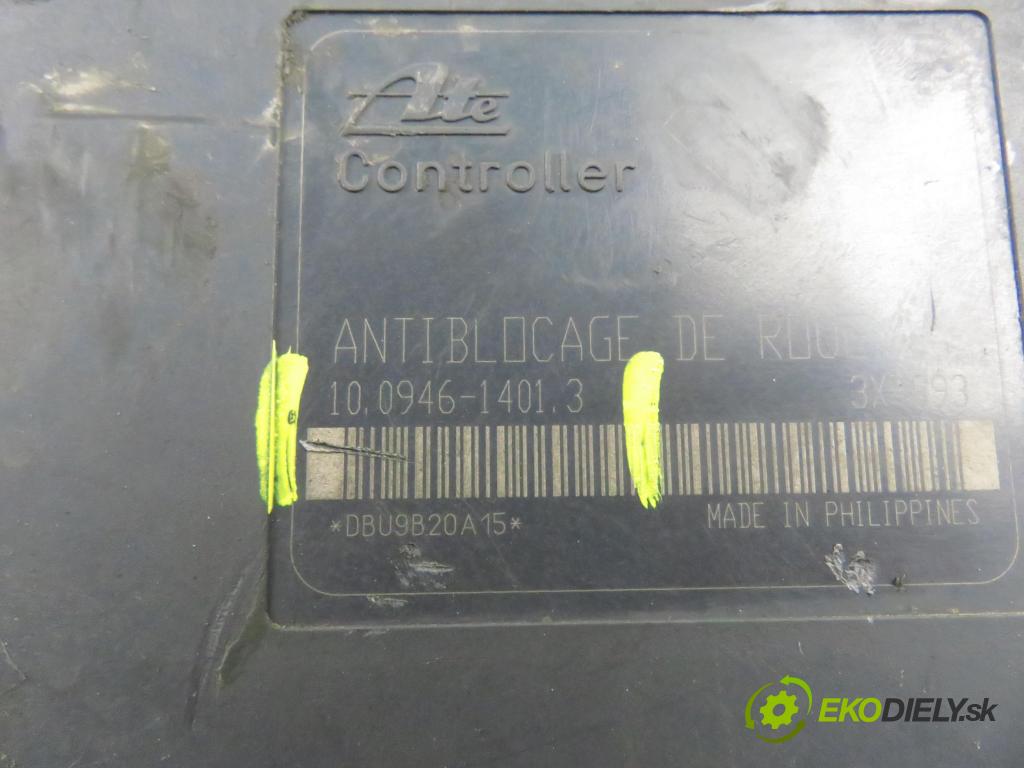 Ate
Controller
ANTIBLOCAGE DE
10.0946-1401.3
*DBU9B20A15*
MADE IN PHILIPPINES
EKODIELY.sk